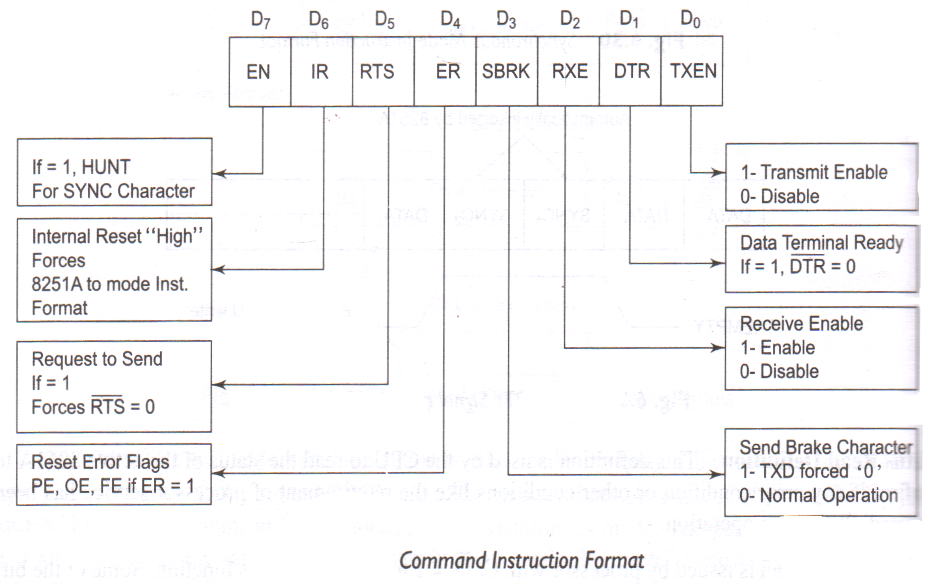 D7 D6 D5 D4 D3 D2 D1 D0
EN IR RTS ER SBRK RXE DTR TXEN
If = 1, HUNT
For SYNC Character
Internal Reset "High"
Forces
8251A to mode Inst.
Format
Request to Send
If = 1
Forces RTS = 0
Reset Error Flags
PE, OE, FE if ER = 1
1- Transmit Enable
0- Disable
Data Terminal Ready
If = 1, DTR = 0
Receive Enable
1- Enable
0- Disable
Send Brake Character
1- TXD forced 'o',
0- Normal Operation
Command Instruction Format